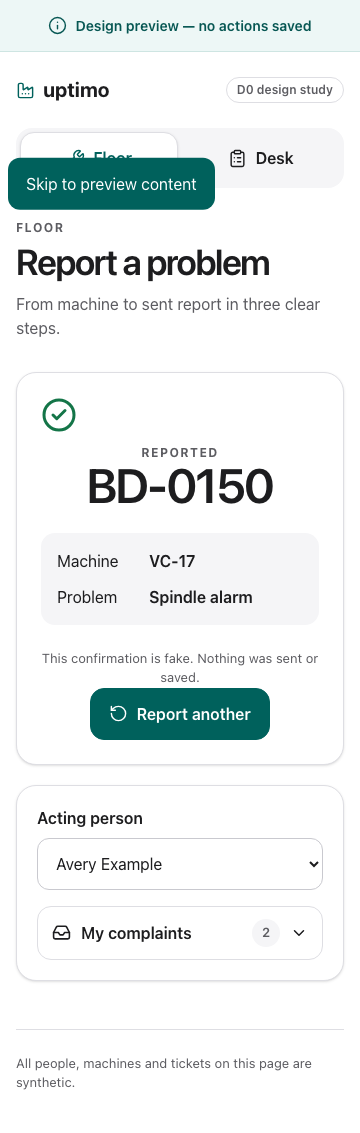 Design preview — no actions saved
uptimo
D0 design study
Desk
Skip to preview content
FLOOR
Report a problem
From machine to sent report in three clear
steps.
REPORTED
BD-0150
Machine VC-17
Problem Spindle alarm
This confirmation is fake. Nothing was sent or
saved.
Report another
Acting person
Avery Example
My complaints 2
All people, machines and tickets on this page are
synthetic.